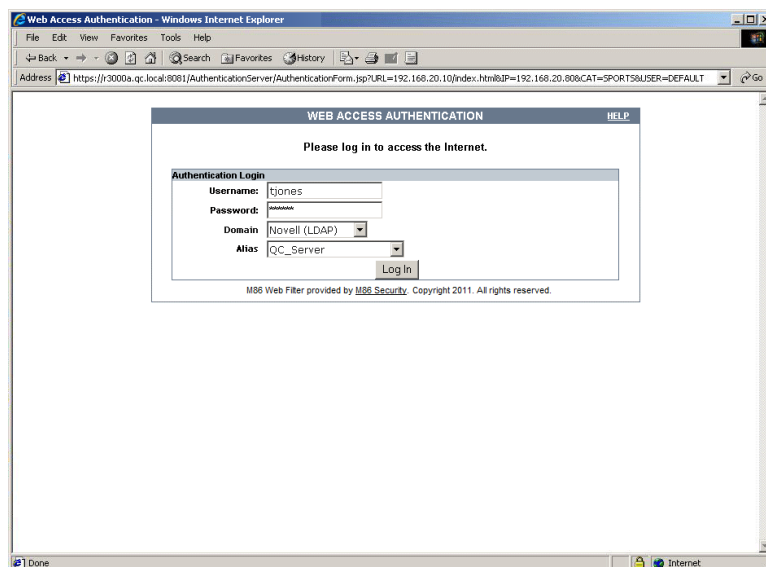 Web Access Authentication - Windows Internet Explorer
File Edit View Favorites Tools Help
Back Search Favorites History
Address https://r3000a.qc.local:8081/AuthenticationServer/AuthenticationForm.jsp?URL=192.168.20.10/index.html&IP=192.168.20.80&CAT=SPORTS&USER=DEFAULT Go
WEB ACCESS AUTHENTICATION HELP
Please log in to access the Internet.
Authentication Login
Username: tjones
Password: ******
Domain Novell (LDAP)
Alias QC_Server
Log In
M86 Web Filter provided by M86 Security. Copyright 2011. All rights reserved.
Done Internet